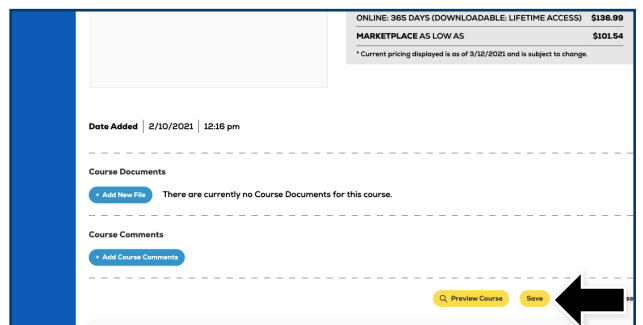 ONLINE: 365 DAYS (DOWNLOADABLE: LIFETIME ACCESS) $136.99
MARKETPLACE AS LOW AS $101.54
* Current pricing displayed is as of 3/12/2021 and is subject to change.
Date Added 2/10/2021 12:16 pm
Course Documents
+ Add New File There are currently no Course Documents for this course.
Course Comments
+ Add Course Comments
Preview Course Save